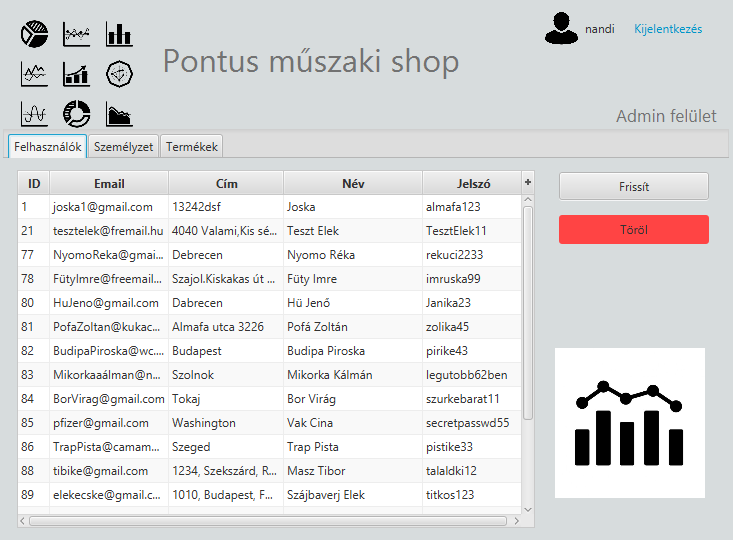 nandi Kijelentkezés
Pontus műszaki shop
Admin felület
Felhasználók Személyzet Termékek
ID Email Cím Név Jelszó +
1 joska1@gmail.com 13242dsf Joska almafa123
21 tesztelek@fremail.hu 4040 Valami,Kis sé... Teszt Elek TesztElek11
77 NyomoReka@gmai... Debrecen Nyomo Réka rekuci2233
78 FütyImre@freemail... Szajol.Kiskakas út ... Füty Imre imruska99
80 HuJeno@gmail.com Dabrecen Hü Jenő Janika23
81 PofaZoltan@kukac... Almafa utca 3226 Pofá Zoltán zolika45
82 BudipaPiroska@wc.... Budapest Budipa Piroska pirike43
83 Mikorkaaálman@n... Szolnok Mikorka Kálmán legutobb62ben
84 BorVirag@gmail.com Tokaj Bor Virág szurkebarat11
85 pfizer@gmail.com Washington Vak Cina secretpasswd55
86 TrapPista@camam... Szeged Trap Pista pistike33
88 tibike@gmail.com 1234, Szekszárd, R... Masz Tibor talaldki12
89 elekecske@gmail.c... 1010, Budapest, F... Szájbaverj Elek titkos123
Frissít
Töröl